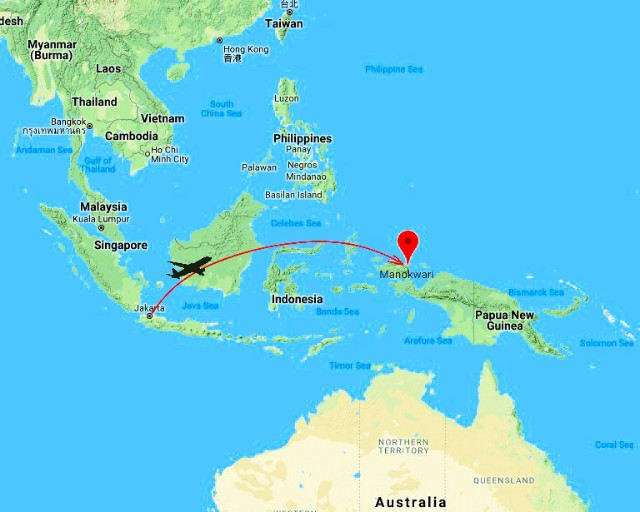 台北
Taiwan
desh
Myanmar
(Burma)
Hong Kong
香港
Laos
Philippine Sea
Luzon
Thailand
South
China Sea
Vietnam
Bangkok
กรุงเทพมหานคร
Cambodia
Philippines
Panay
Andaman Sea
Ho Chi
Minh City
Gulf of
Thailand
Negros
Palawan
Mindanao
Basilan Island
Malaysia
Kuala Lumpur
Celebes Sea
Singapore
Manokwari
Indonesia
Bismarck Sea
Jakarta
Java Sea
Banda Sea
Papua New
Guinea
Arafura Sea
Solomon Sea
Timor Sea
NORTHERN
TERRITORY
Coral Sea
QUEENSLAND
Australia